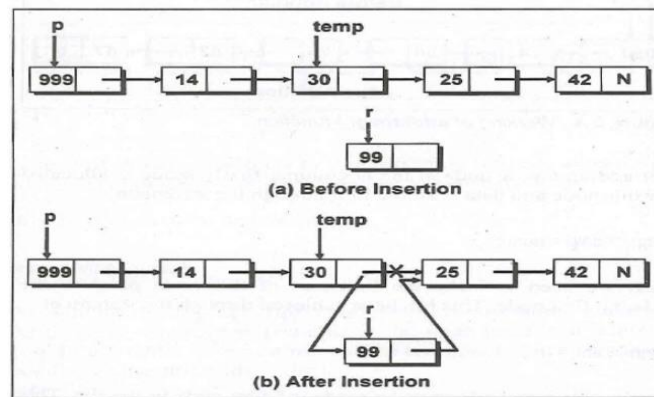 p
temp
999 14 30 25 42 N
r
99
(a) Before Insertion
temp
p
999 14 30 25 42 N
r
99
(b) After Insertion